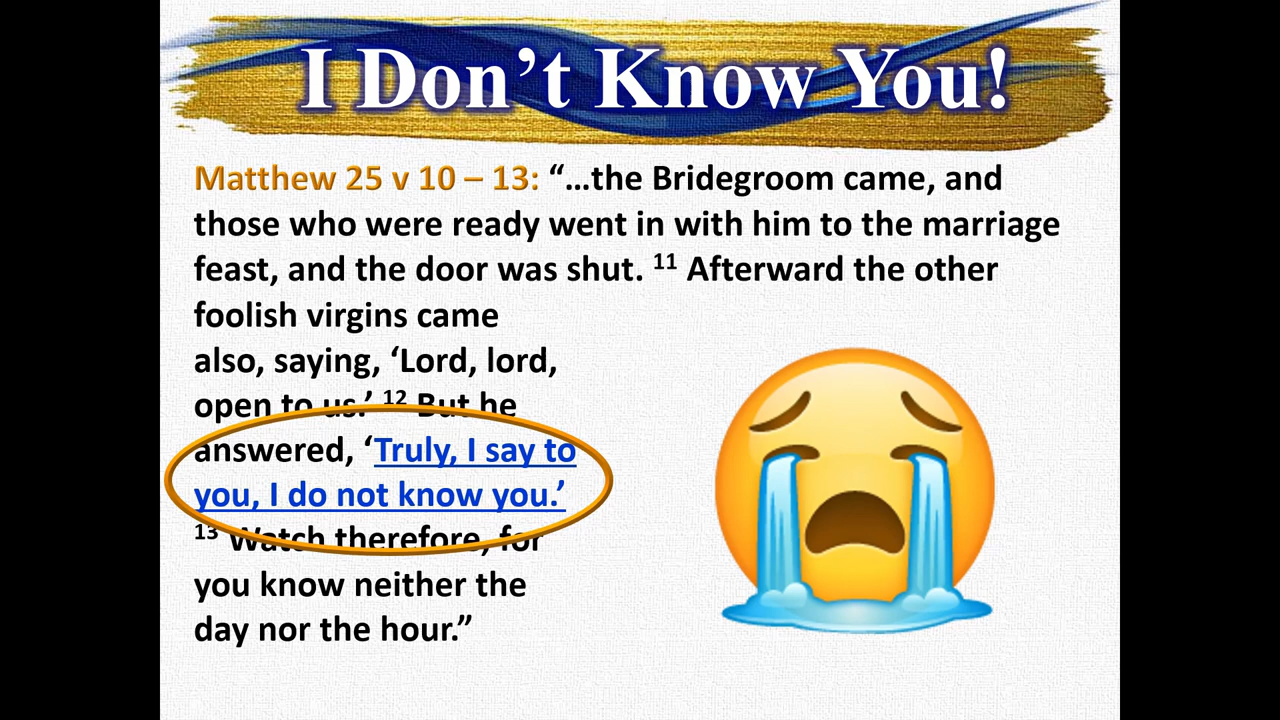 I Don’t Know You!
Matthew 25 v 10 – 13: “…the Bridegroom came, and
those who were ready went in with him to the marriage
feast, and the door was shut. ¹¹ Afterward the other
foolish virgins came
also, saying, ‘Lord, lord,
open to us.’ ¹² But he
answered, ‘Truly, I say to
you, I do not know you.’
¹³ Watch therefore, for
you know neither the
day nor the hour.”